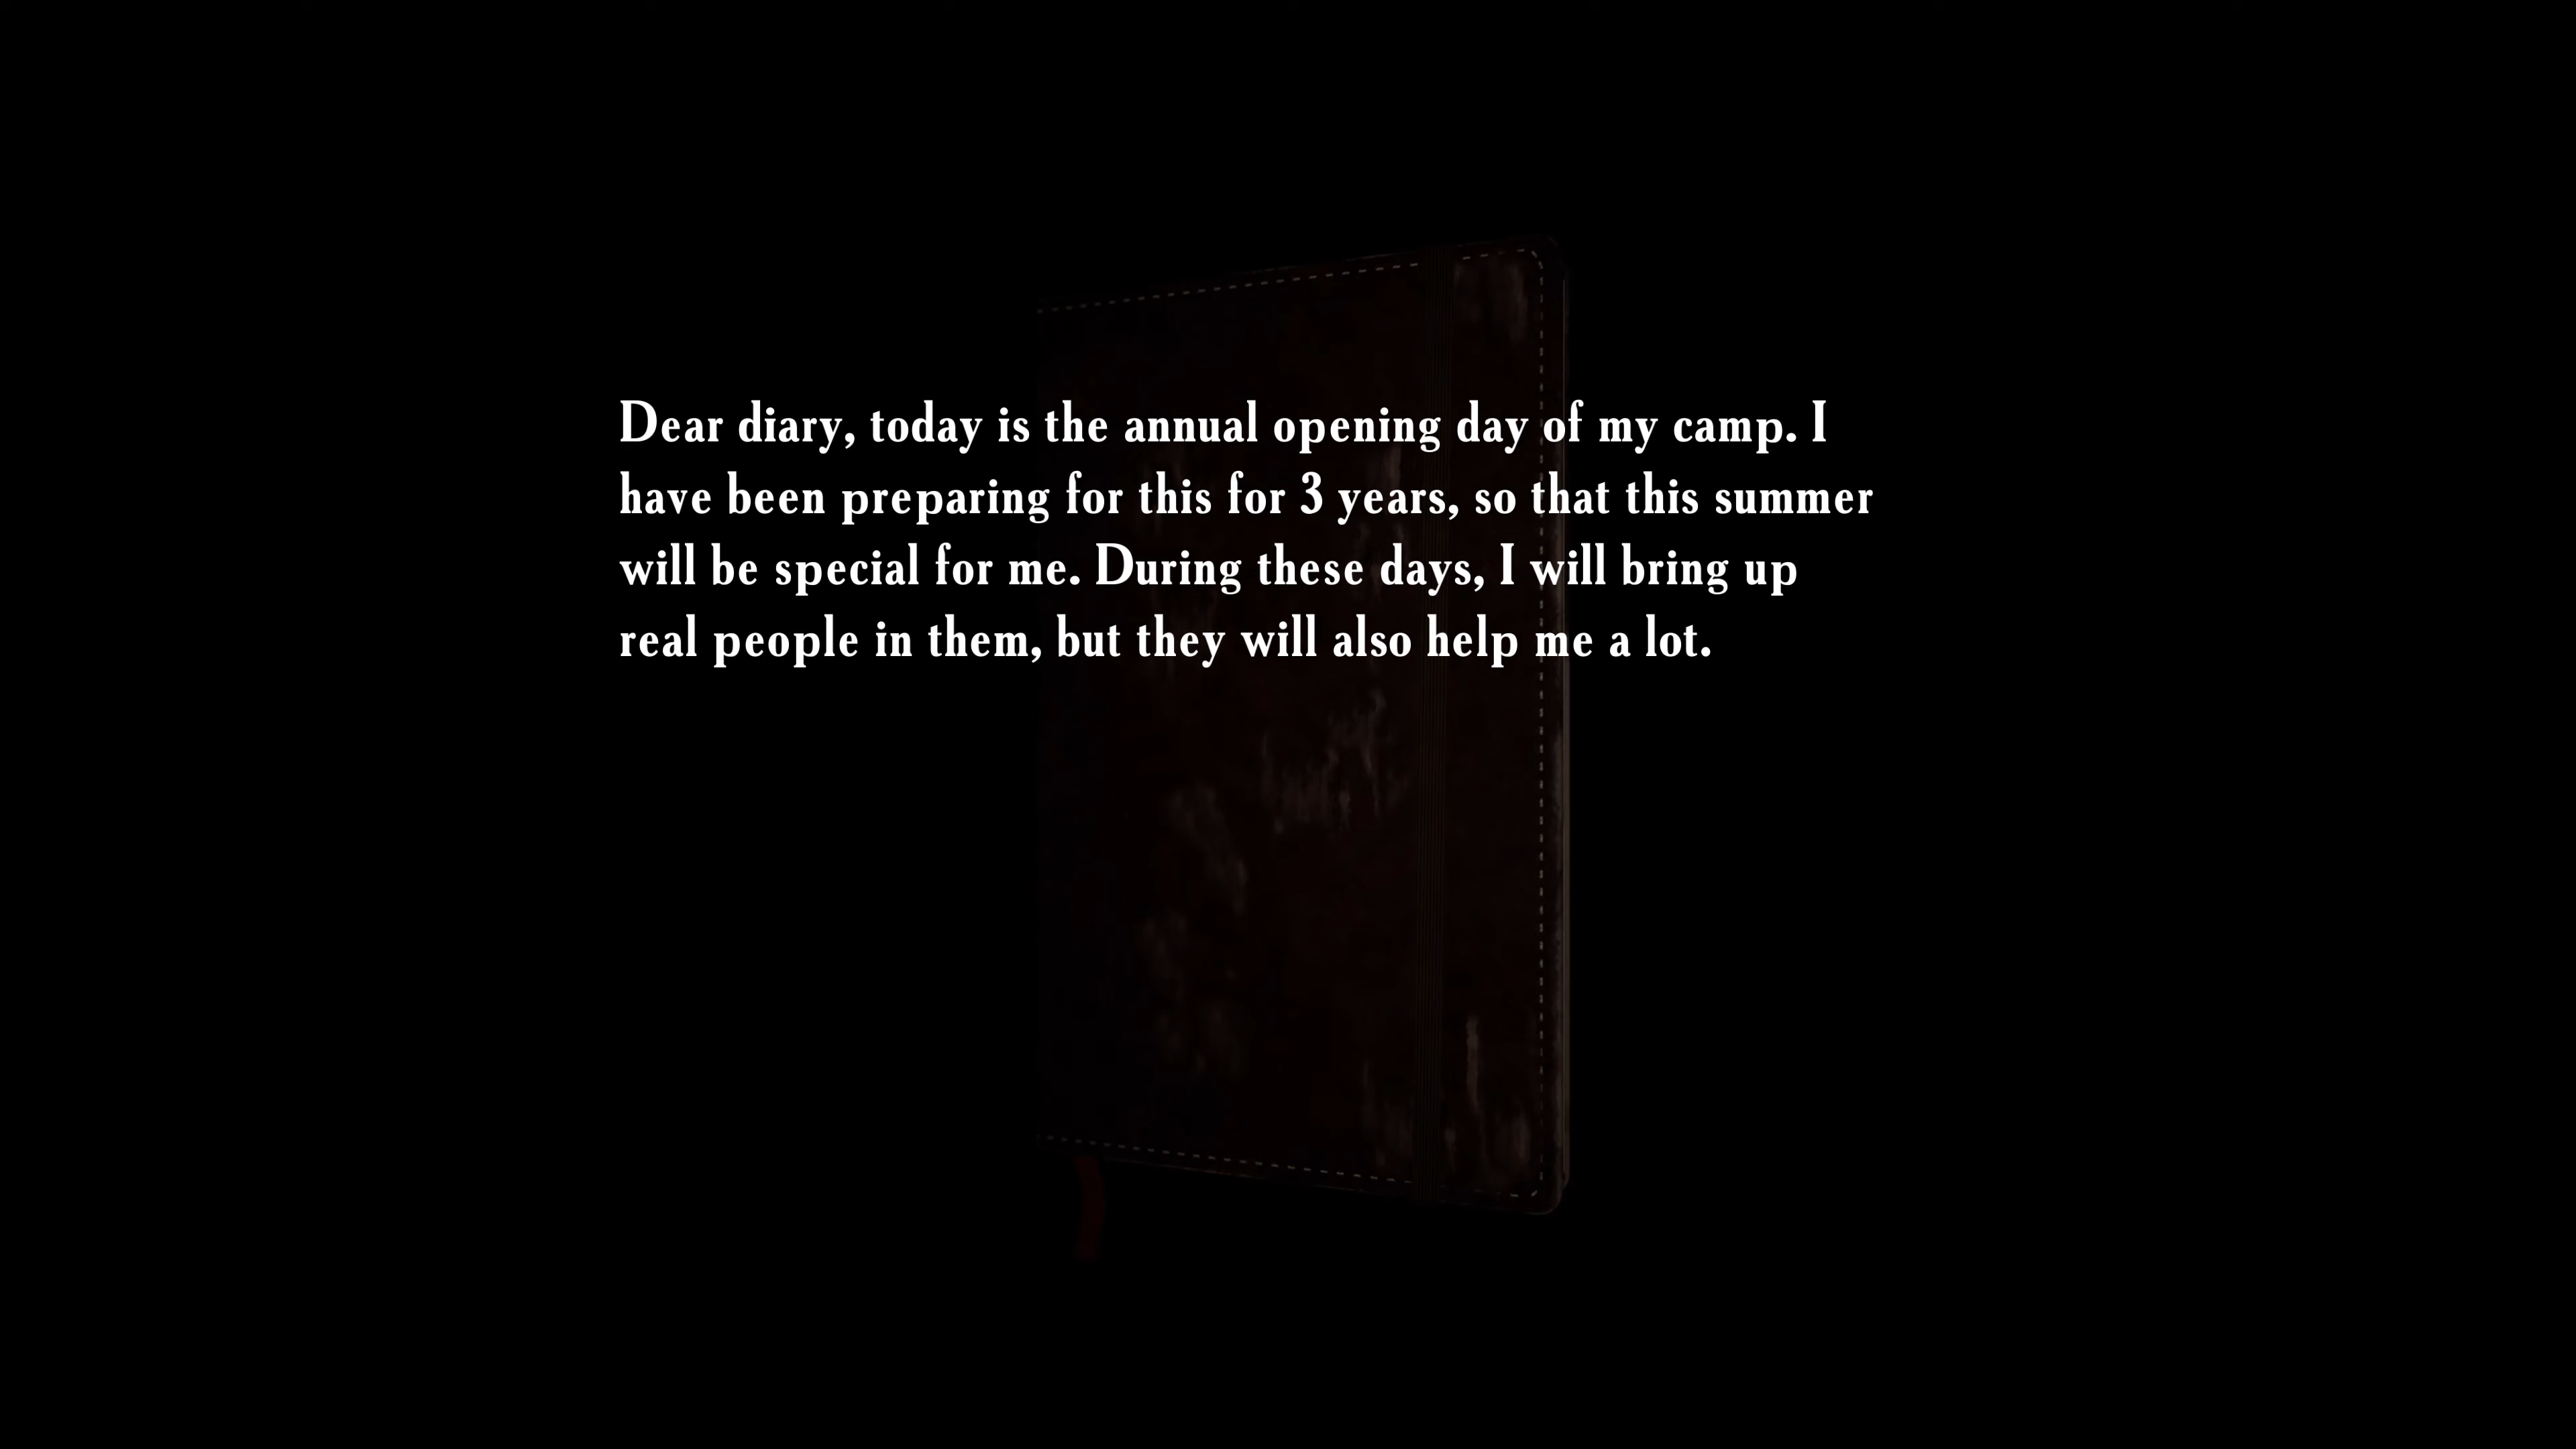 Dear diary, today is the annual opening day of my camp. I
have been preparing for this for 3 years, so that this summer
will be special for me. During these days, I will bring up
real people in them, but they will also help me a lot.